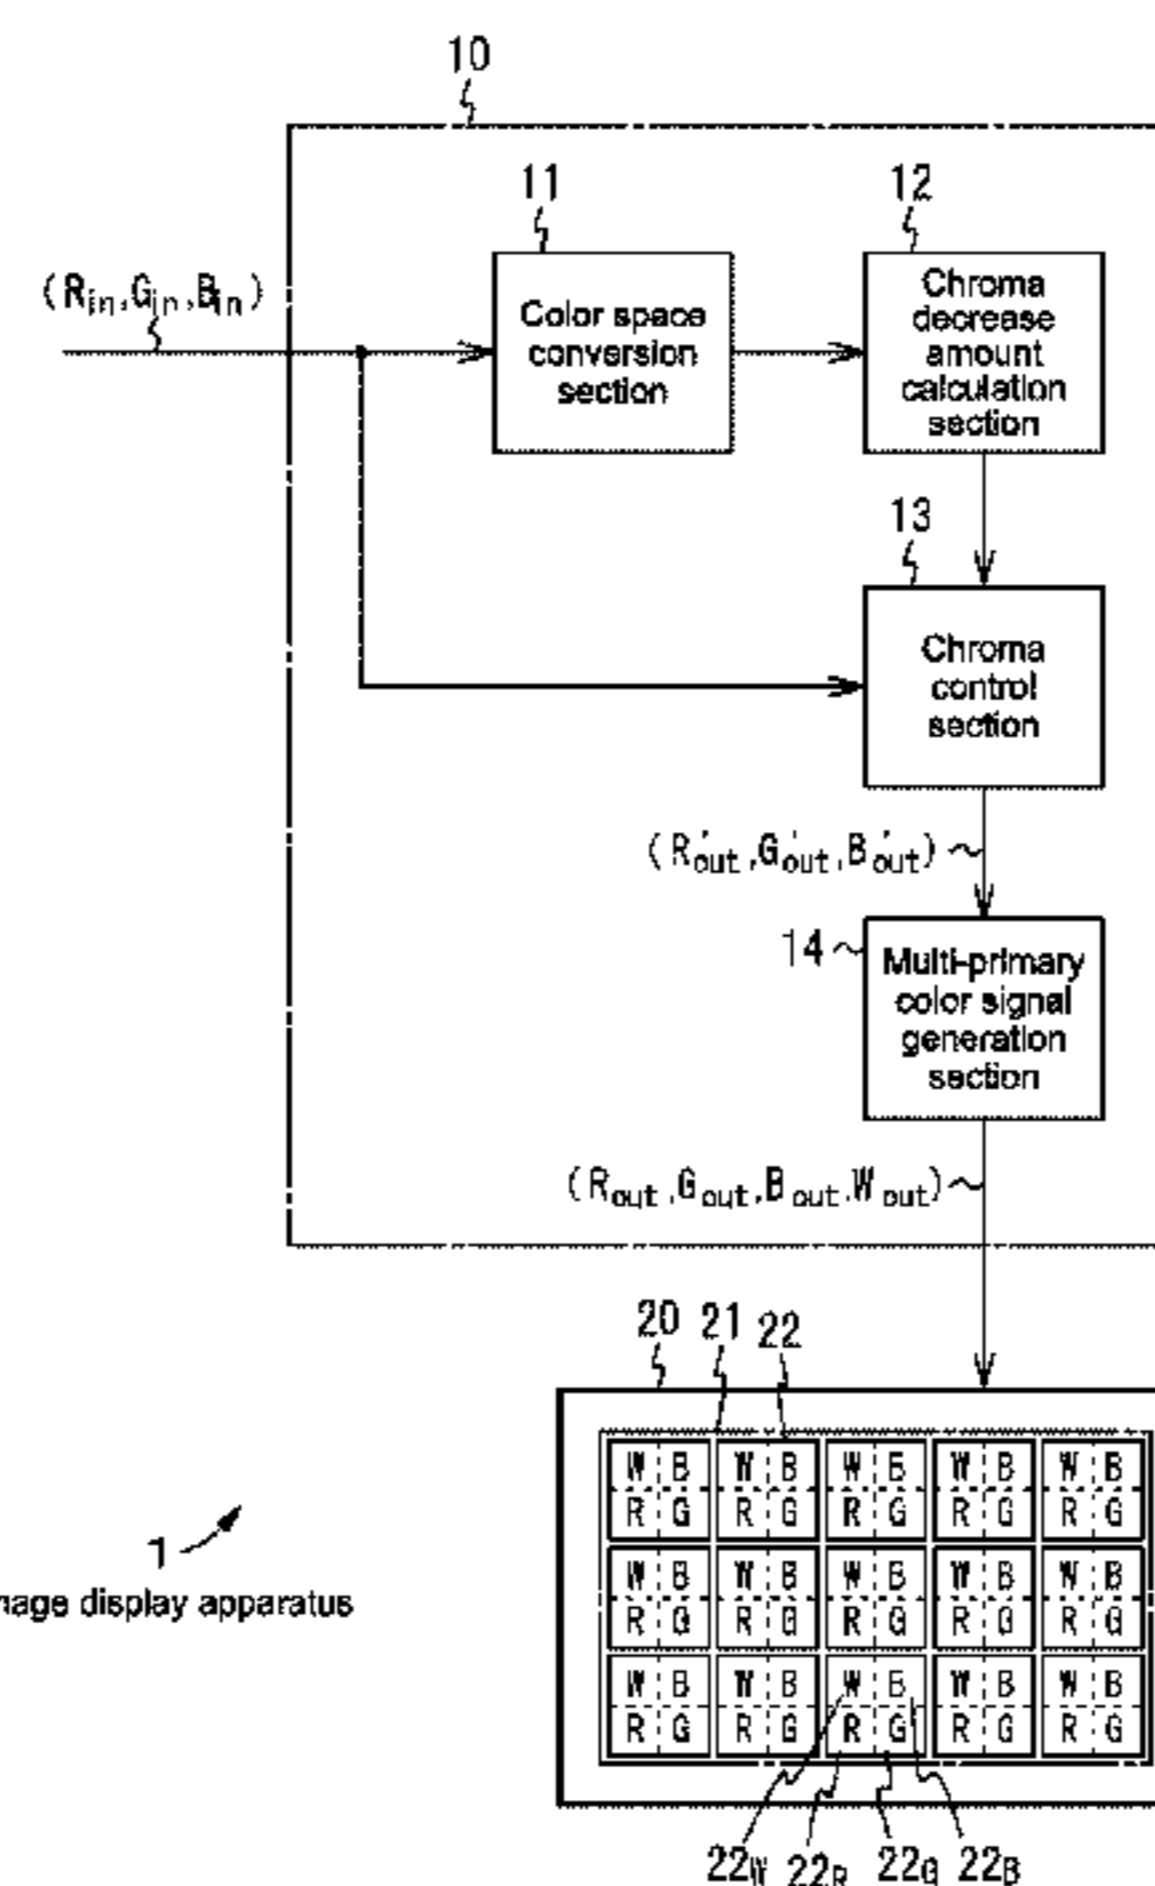 10
11
12
(Rin,Gin,Bin)
Color space
conversion
section
Chroma
decrease
amount
calculation
section
13
Chroma
control
section
(R'out,G'out,B'out)
14
Multi-primary
color signal
generation
section
(Rout,Gout,Bout,Wout)
20 21 22
W B W B W B W B W B
R G R G R G R G R G
W B W B W B W B W B
R G R G R G R G R G
W B W B W B W B W B
R G R G R G R G R G
1
display apparatus
22W 22R 22G 22B